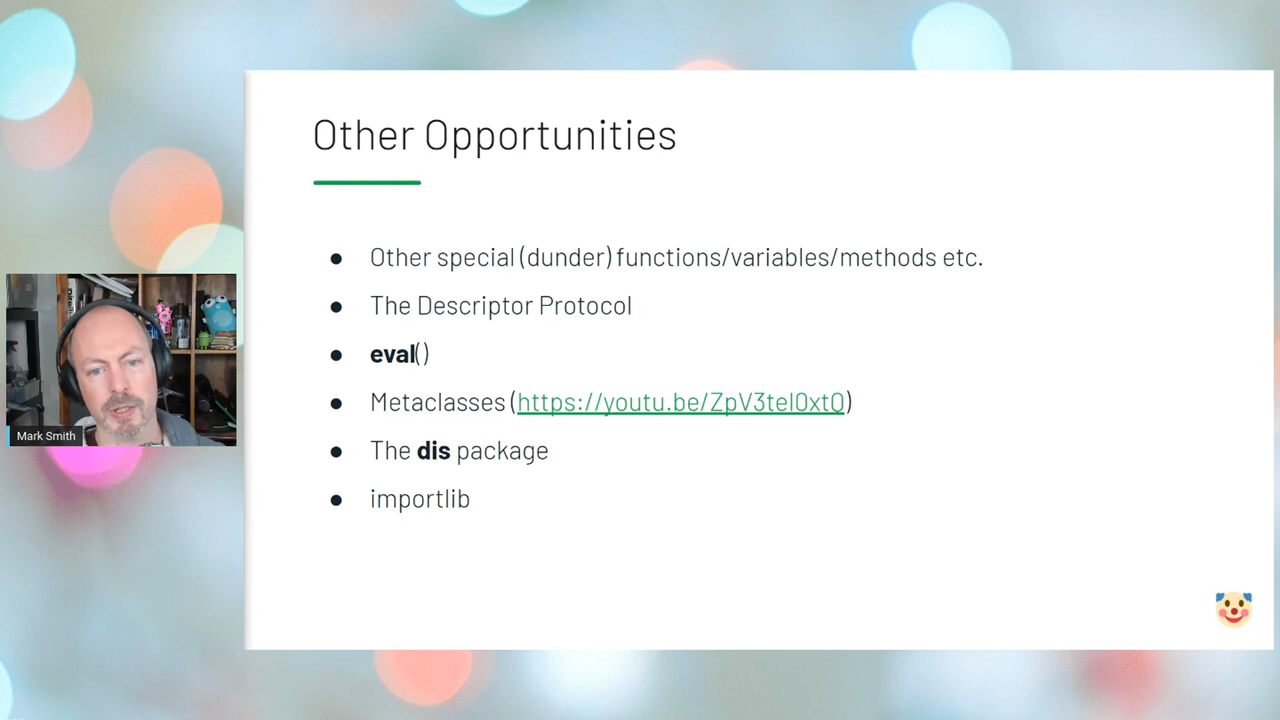 Other Opportunities
● Other special (dunder) functions/variables/methods etc.
● The Descriptor Protocol
● eval()
● Metaclasses (https://youtu.be/ZpV3tel0xtQ)
● The dis package
● importlib
Mark Smith